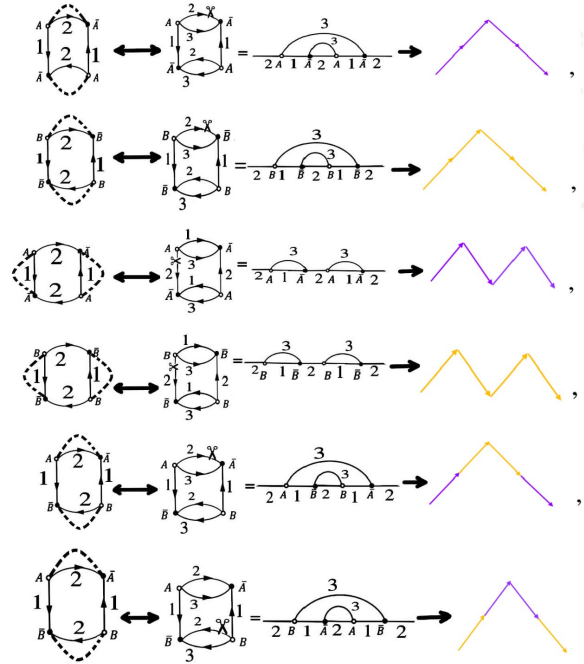 A 2 Ā
1 2 1
Ā A
2
A Ā
3
1 1
2
Ā A
3
=
3
3
2 A 1 Ā 2 A 1 Ā 2
,
B 2 B̄
1 1
B̄ 2 B
2
B B̄
3
1 1
2
B̄ B
3
=
3
3
2 B 1 B̄ 2 B 1 B̄ 2
A 2 Ā
1 1
Ā 2 A
1
A Ā
3
2 2
1
Ā A
3
=
3 3
2 A 1 Ā 2 A 1 Ā 2
,
B 2 B̄
1 1
B̄ 2 B
1
B B̄
3
2 2
1
B̄ B
3
=
3 3
2 B 1 B̄ 2 B 1 B̄ 2
,
A 2 Ā
1 1
B̄ 2 B
2
A Ā
3
1 1
2
B̄ B
3
=
3
3
2 A 1 B̄ 2 B 1 Ā 2
,
A 2 Ā
1 1
B̄ 2 B
2
A Ā
3
1 1
2
B̄ B
3
=
3
3
2 B 1 Ā 2 A 1 B̄ 2